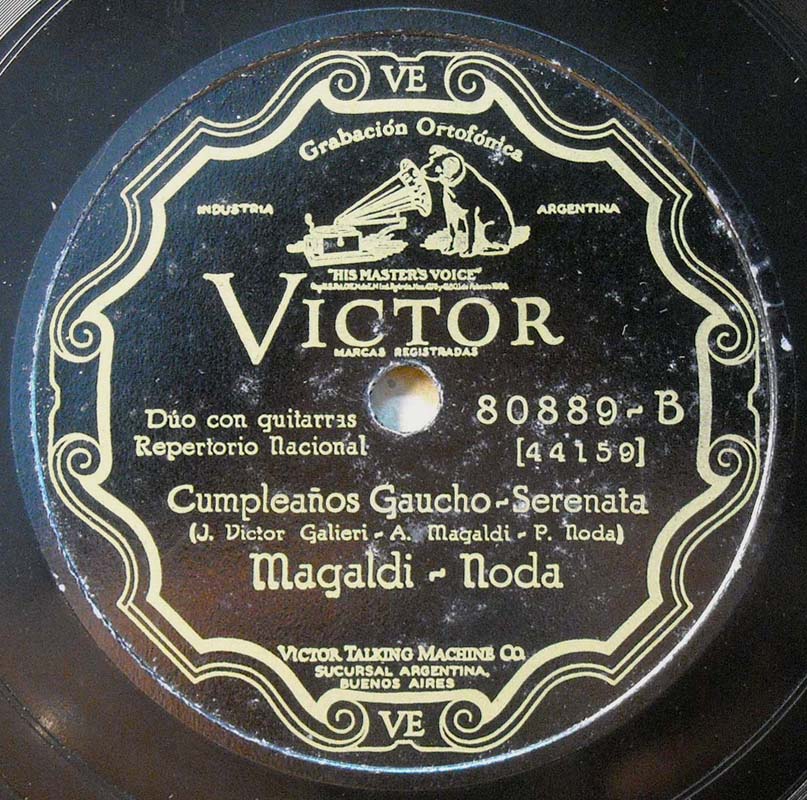 VE
Grabación Ortofónica
INDUSTRIA ARGENTINA
"HIS MASTER'S VOICE"
VICTOR
MARCAS REGISTRADAS
Dúo con guitarras
Repertorio Nacional
80889-B
[44159]
Cumpleaños Gaucho-Serenata
(J. Victor Galieri - A. Magaldi - P. Noda)
Magaldi - Noda
VICTOR TALKING MACHINE CO.
SUCURSAL ARGENTINA,
BUENOS AIRES
VE